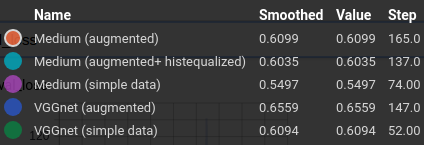 Name Smoothed Value Step
Medium (augmented) 0.6099 0.6099 165.0
Medium (augmented+ histequalized) 0.6035 0.6035 137.0
Medium (simple data) 0.5497 0.5497 74.00
VGGnet (augmented) 0.6559 0.6559 147.0
VGGnet (simple data) 0.6094 0.6094 52.00